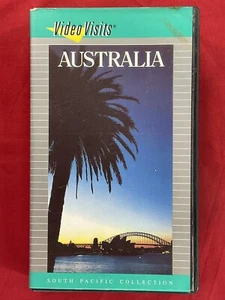 Video Visits®
AUSTRALIA
SOUTH PACIFIC COLLECTION